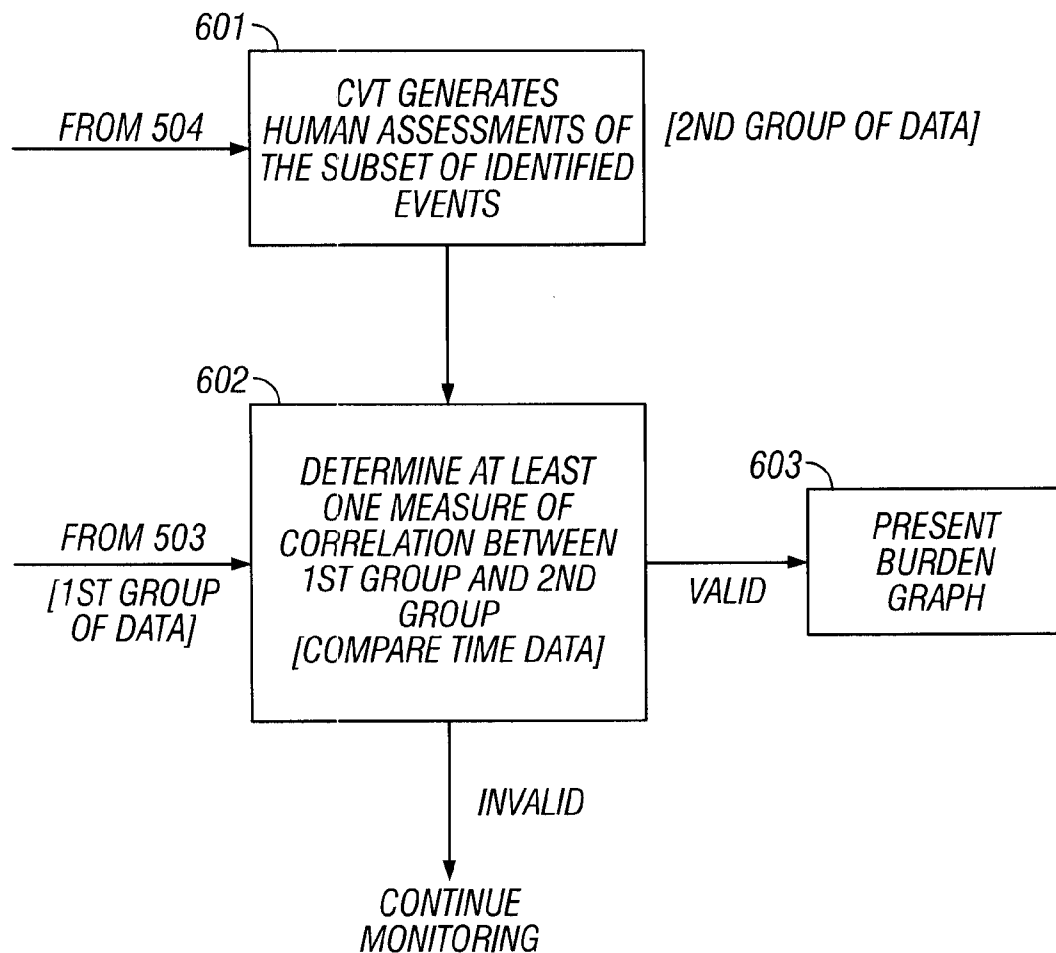 601
CVT GENERATES
HUMAN ASSESSMENTS OF
THE SUBSET OF IDENTIFIED
EVENTS
FROM 504
[2ND GROUP OF DATA]
602
DETERMINE AT LEAST
ONE MEASURE OF
CORRELATION BETWEEN
1ST GROUP AND 2ND
GROUP
[COMPARE TIME DATA]
FROM 503
[1ST GROUP
OF DATA]
VALID
603
PRESENT
BURDEN
GRAPH
INVALID
CONTINUE
MONITORING